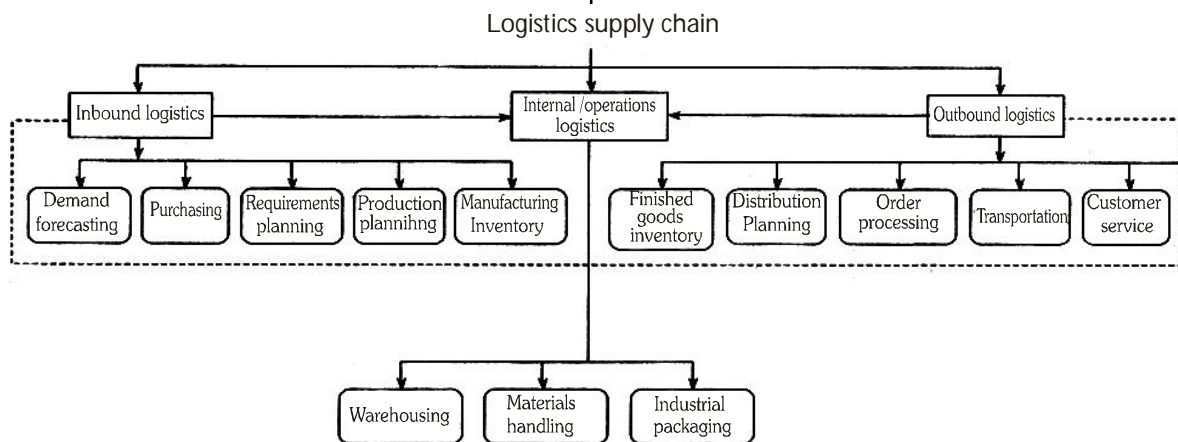 Logistics supply chain
Inbound logistics
Internal /operations
logistics
Outbound logistics
Demand
forecasting
Purchasing
Requirements
planning
Production
plannihng
Manufacturing
Inventory
Finished
goods
inventory
Distribution
Planning
Order
processing
Transportation
Customer
service
Warehousing
Materials
handling
Industrial
packaging